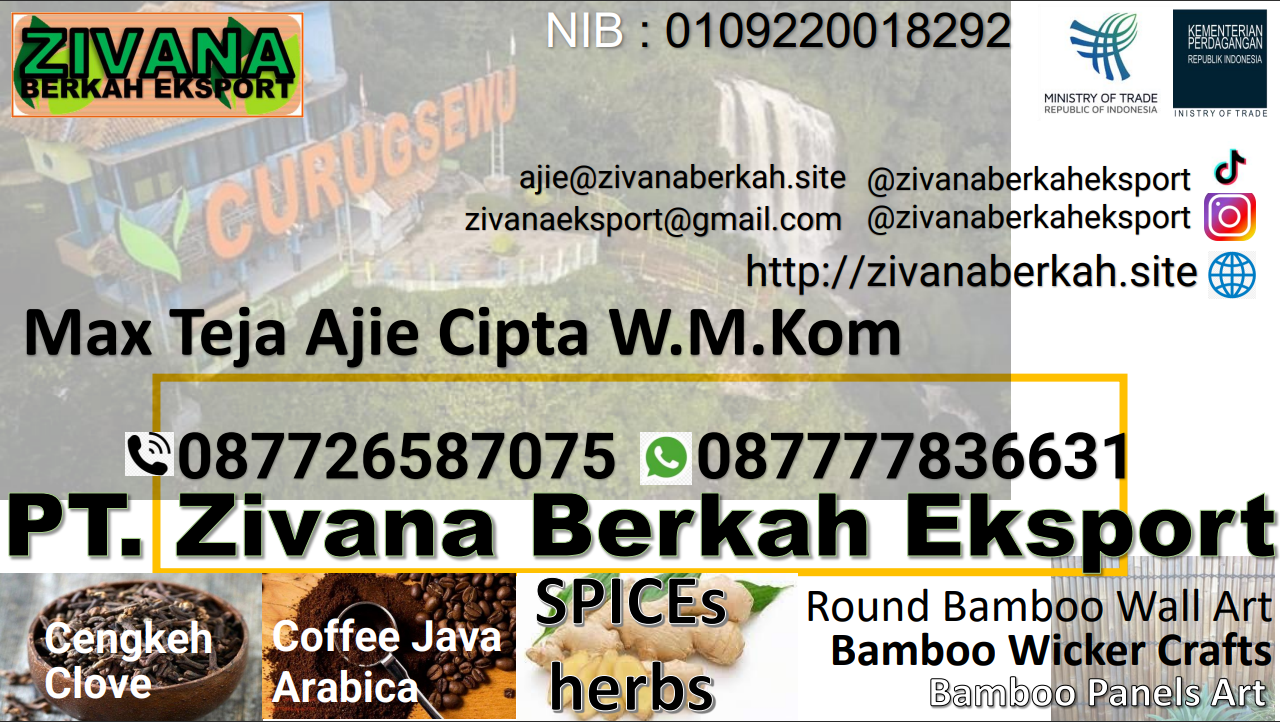 ZIVANA
BERKAH EKSPORT
NIB : 0109220018292
MINISTRY OF TRADE
REPUBLIC OF INDONESIA
KEMENTERIAN
PERDAGANGAN
REPUBLIK INDONESIA
INISTRY OF TRADE
CURUGSEWU
ajie@zivanaberkah.site
@zivanaberkaheksport
zivanaeksport@gmail.com
@zivanaberkaheksport
http://zivanaberkah.site
Max Teja Ajie Cipta W.M.Kom
087726587075
087777836631
PT. Zivana Berkah Eksport
Cengkeh
Clove
Coffee Java
Arabica
SPICEs
herbs
Round Bamboo Wall Art
Bamboo Wicker Crafts
Bamboo Panels Art